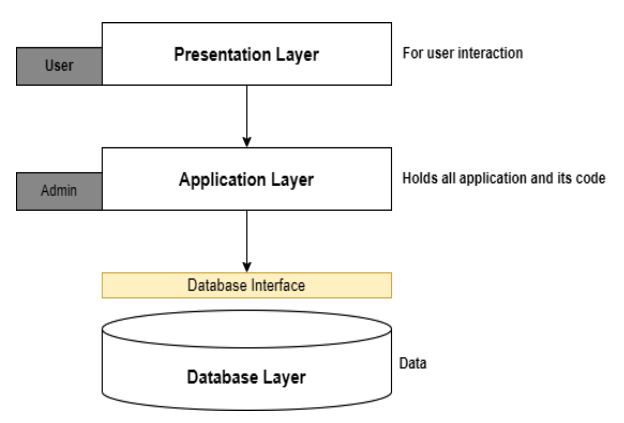 Presentation Layer
For user interaction
User
Application Layer
Holds all application and its code
Admin
Database Interface
Data
Database Layer